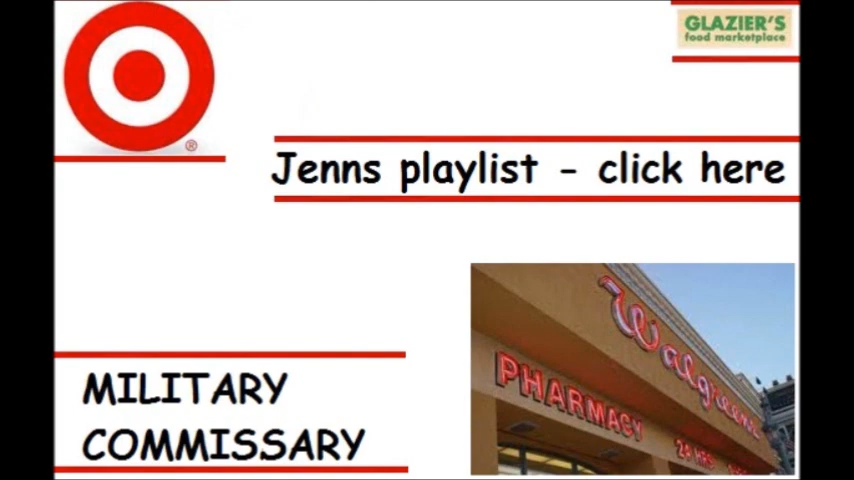 GLAZIER'S
food marketplace
®
Jenns playlist - click here
Walgreens
PHARMACY
24 HRS
MILITARY
COMMISSARY